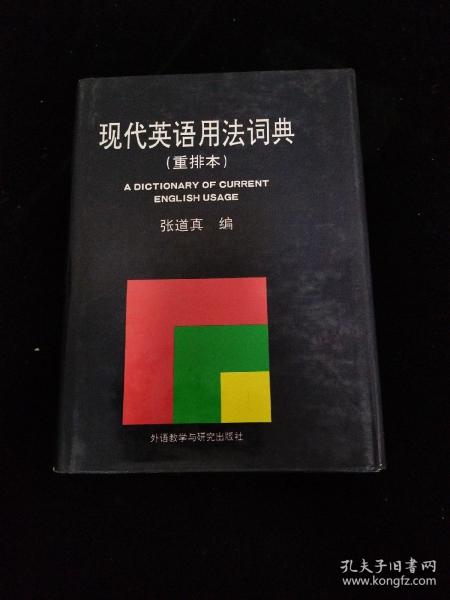 现代英语用法词典
(重排本)
A DICTIONARY OF CURRENT
ENGLISH USAGE
张道真 编
外语教学与研究出版社
孔夫子旧书网
www.kongfz.com